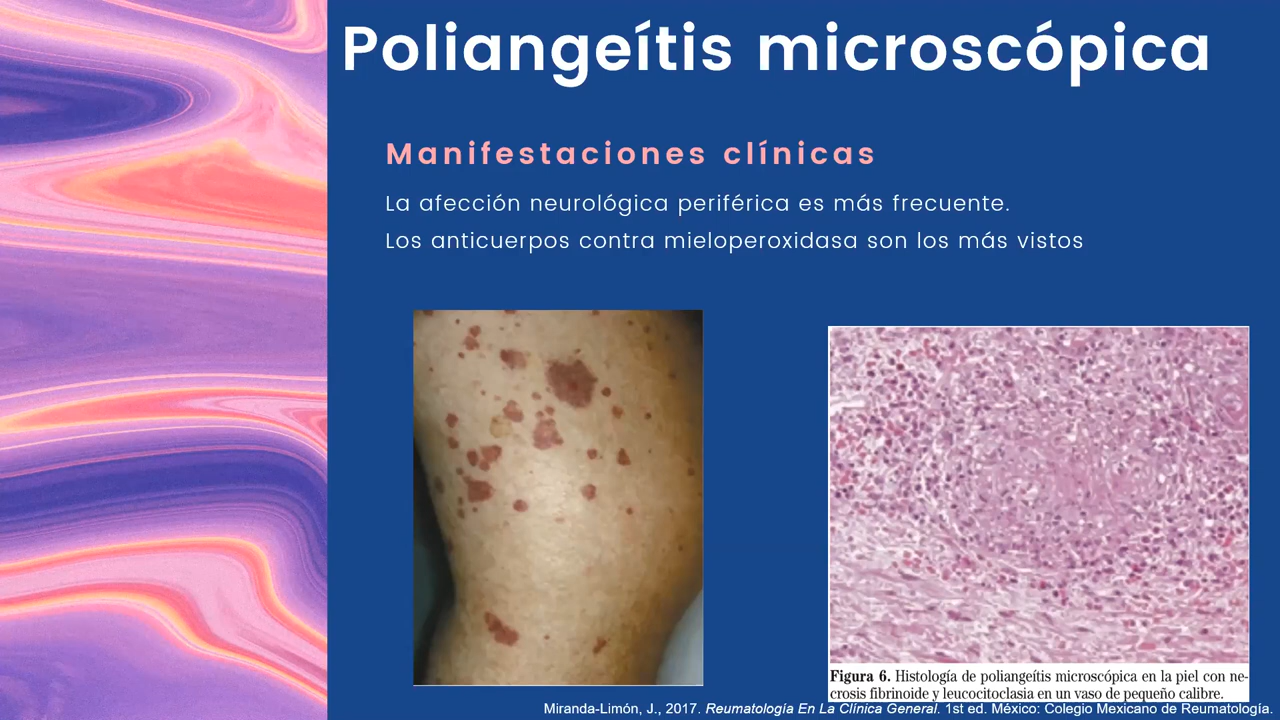 Poliangeítis microscópica
Manifestaciones clínicas
La afección neurológica periférica es más frecuente.
Los anticuerpos contra mieloperoxidasa son los más vistos
Figura 6. Histología de poliangeítis microscópica en la piel con ne-
crosis fibrinoide y leucocitoclasia en un vaso de pequeño calibre.
Miranda-Limón, J., 2017. Reumatología En La Clínica General. 1st ed. México: Colegio Mexicano de Reumatología.